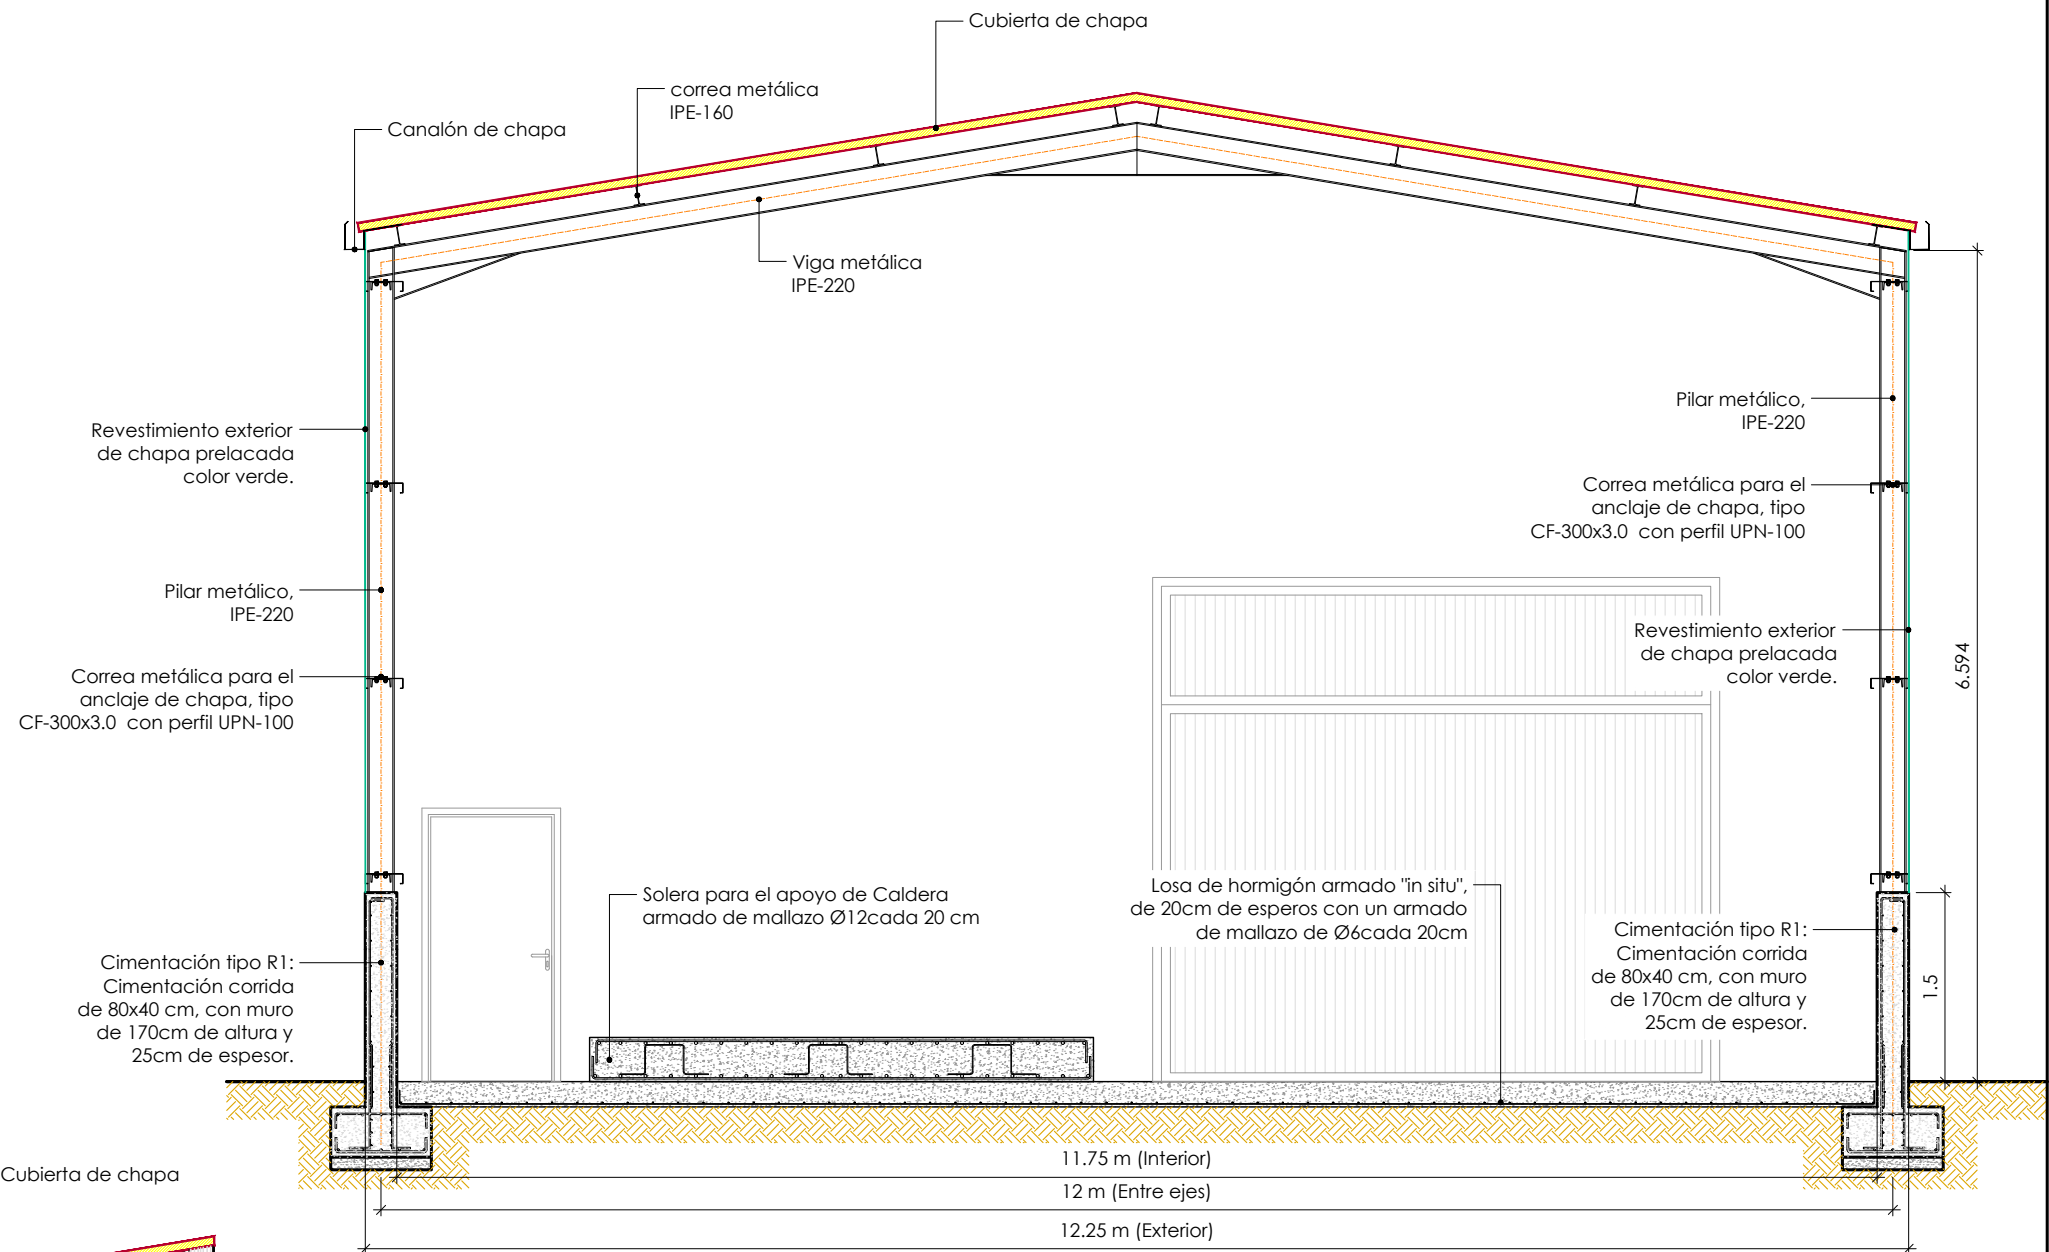 Cubierta de chapa
correa metálica
IPE-160
Canalón de chapa
Viga metálica
IPE-220
Revestimiento exterior
de chapa prelacada
color verde.
Pilar metálico,
IPE-220
Correa metálica para el
anclaje de chapa, tipo
CF-300x3.0 con perfil UPN-100
Pilar metálico,
IPE-220
Correa metálica para el
anclaje de chapa, tipo
CF-300x3.0 con perfil UPN-100
Revestimiento exterior
de chapa prelacada
color verde.
6.594
Solera para el apoyo de Caldera
armado de mallazo Ø12cada 20 cm
Losa de hormigón armado "in situ",
de 20cm de esperos con un armado
de mallazo de Ø6cada 20cm
Cimentación tipo R1:
Cimentación corrida
de 80x40 cm, con muro
de 170cm de altura y
25cm de espesor.
Cimentación tipo R1:
Cimentación corrida
de 80x40 cm, con muro
de 170cm de altura y
25cm de espesor.
1.5
11.75 m (Interior)
12 m (Entre ejes)
12.25 m (Exterior)
Cubierta de chapa